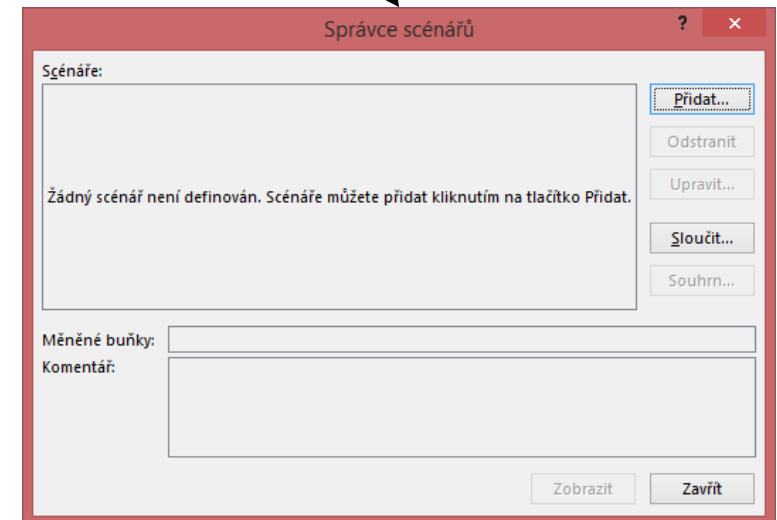 Správce scénářů
?
×
Scénáře:
Přidat...
Odstranit
Žádný scénář není definován. Scénáře můžete přidat kliknutím na tlačítko Přidat.
Upravit...
Sloučit...
Souhrn...
Měněné buňky:
Komentář:
Zobrazit
Zavřít